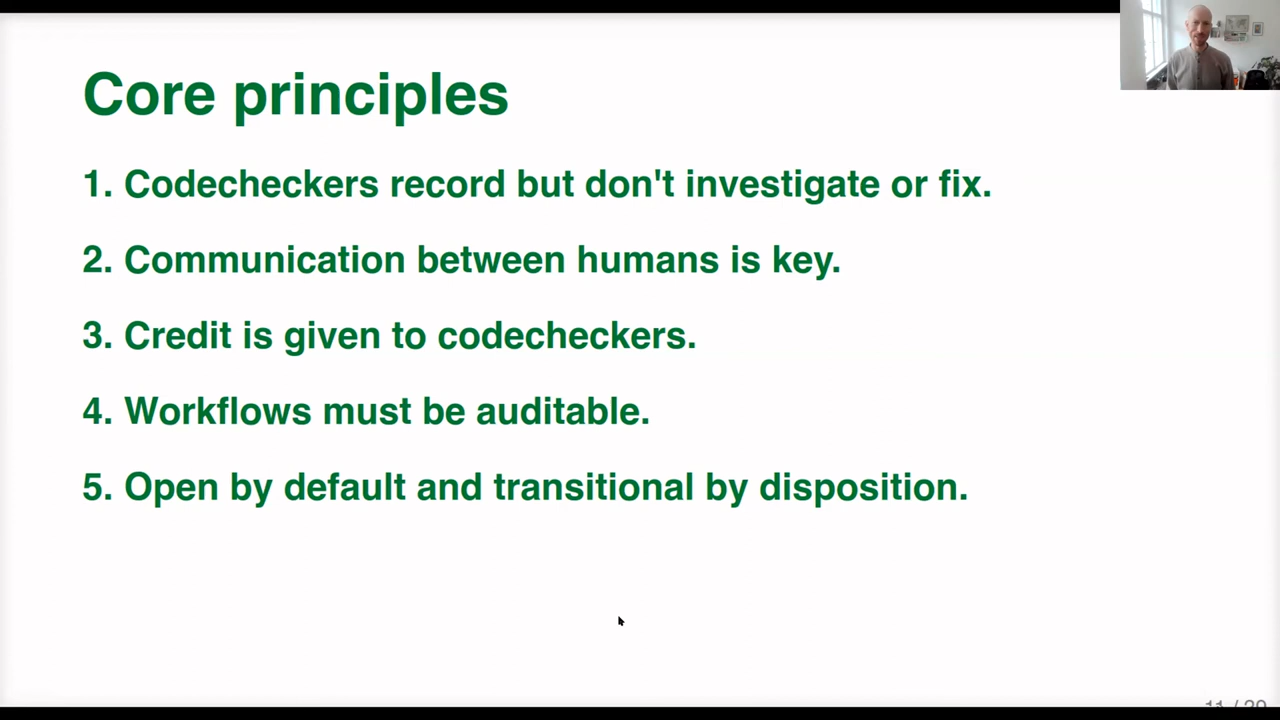 Core principles
1. Codecheckers record but don't investigate or fix.
2. Communication between humans is key.
3. Credit is given to codecheckers.
4. Workflows must be auditable.
5. Open by default and transitional by disposition.